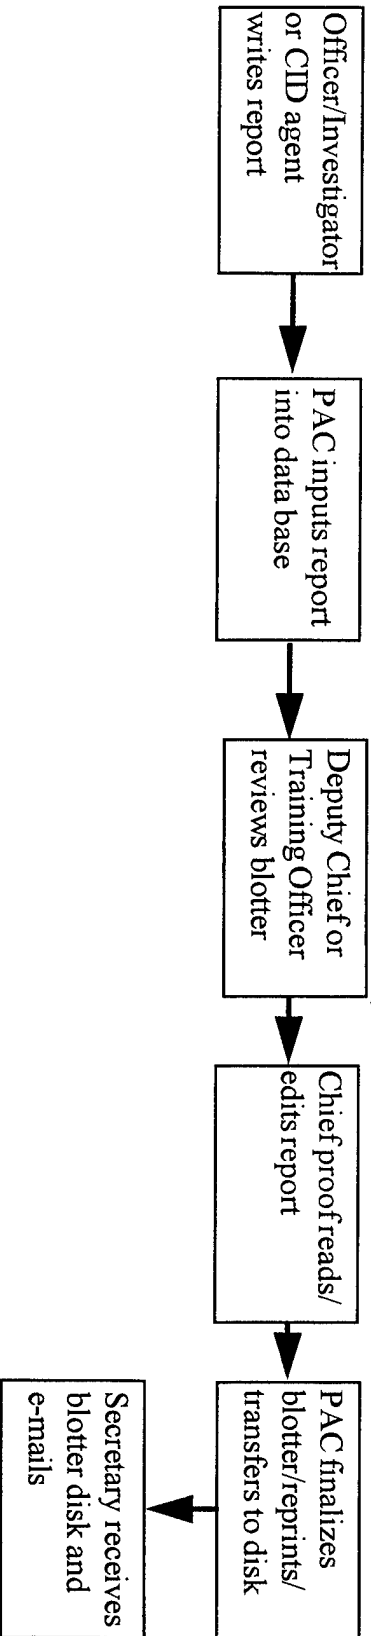 Officer/Investigator
or CID agent
writes report
PAC inputs report
into data base
Deputy Chief or
Training Officer
reviews blotter
Chief proof reads/
edits report
PAC finalizes
blotter/reprints/
transfers to disk
Secretary receives
blotter disk and
e-mails